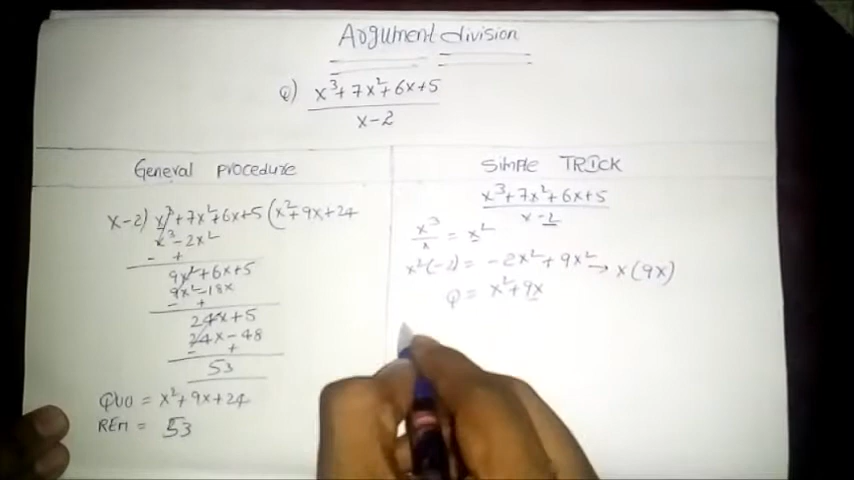 Argument division
Q) x³+7x²+6x+5
x-2
General procedure
x-2) x³+7x²+6x+5 (x²+9x+24
x³-2x²
- +
9x²+6x+5
9x²-18x
- +
24x+5
24x-48
- +
53
QUO = x²+9x+24
REM = 53
Simple TRICK
x³+7x²+6x+5
x-2
x³/x = x²
x²(-2) = -2x²+9x² → x(9x)
Q = x²+9x